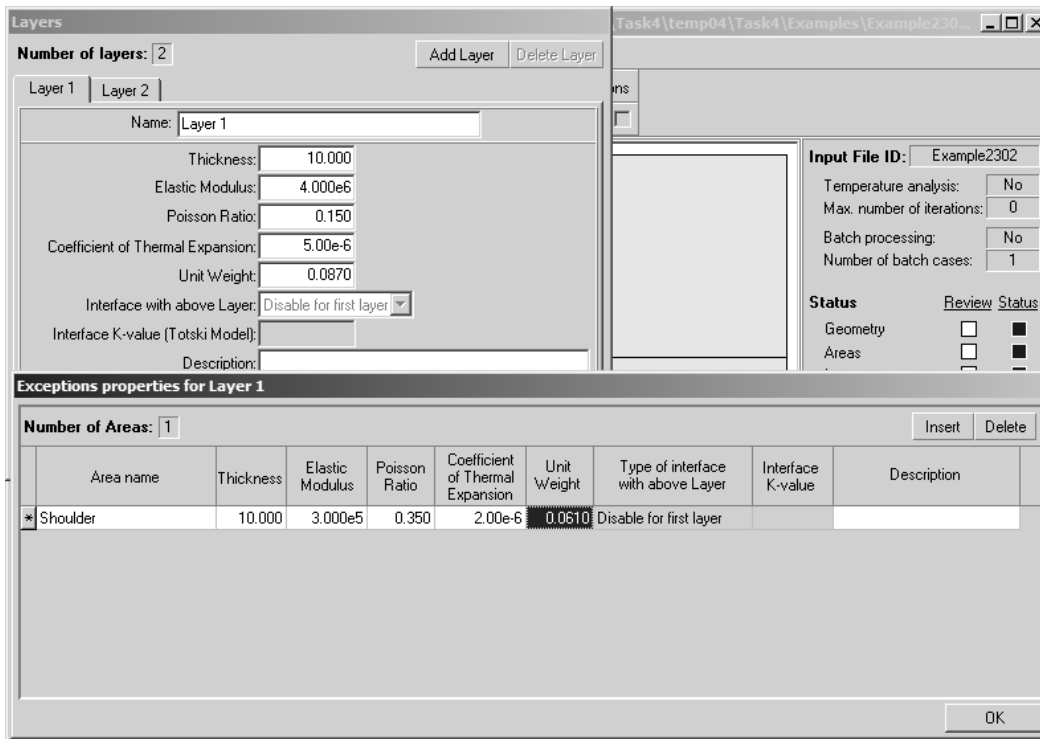 Layers
\Task4\temp04\Task4\Examples\Example230...
Number of layers: 2
Add Layer
Delete Layer
Layer 1
Layer 2
Name: Layer 1
Thickness: 10.000
Elastic Modulus: 4.000e6
Poisson Ratio: 0.150
Coefficient of Thermal Expansion: 5.00e-6
Unit Weight: 0.0870
Interface with above Layer: Disable for first layer
Interface K-value (Totski Model):
Description:
Input File ID: Example2302
Temperature analysis: No
Max. number of iterations: 0
Batch processing: No
Number of batch cases: 1
Status Review Status
Geometry
Areas
Exceptions properties for Layer 1
Number of Areas: 1
Insert
Delete
Area name
Thickness
Elastic
Modulus
Poisson
Ratio
Coefficient
of Thermal
Expansion
Unit
Weight
Type of interface
with above Layer
Interface
K-value
Description
* Shoulder 10.000 3.000e5 0.350 2.00e-6 0.0610 Disable for first layer
OK